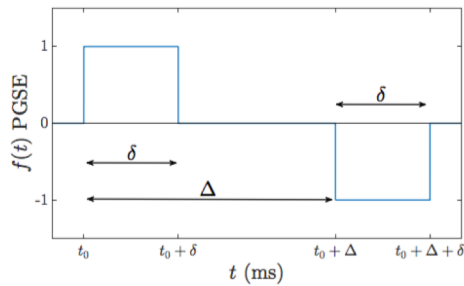 f(t) PGSE
1
0
-1
δ
δ
Δ
t₀
t₀ + δ
t₀ + Δ
t₀ + Δ + δ
t (ms)